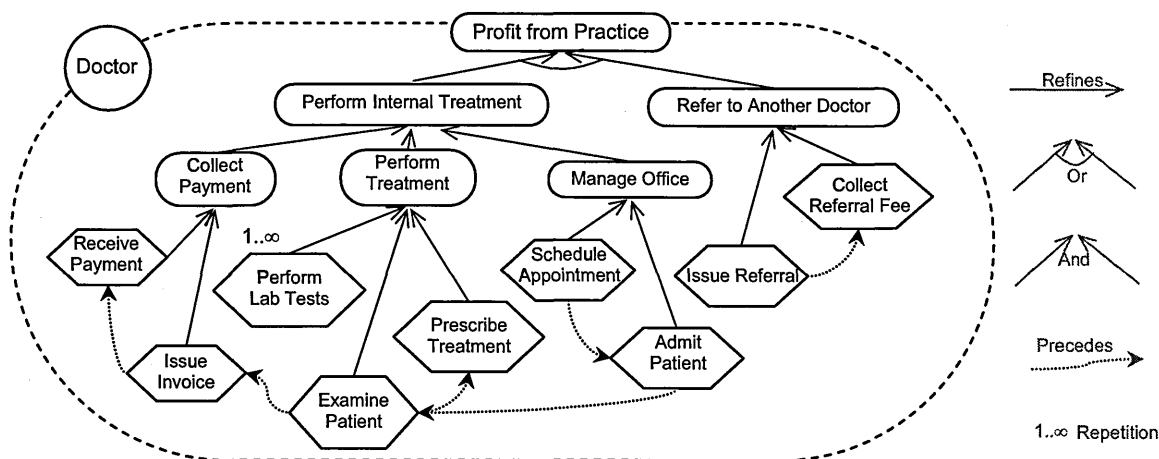 Profit from Practice
Doctor
Perform Internal Treatment
Refer to Another Doctor
Collect
Payment
Perform
Treatment
Manage Office
Collect
Referral Fee
Receive
Payment
1..∞
Perform
Lab Tests
Schedule
Appointment
Issue Referral
Prescribe
Treatment
Admit
Patient
Issue
Invoice
Examine
Patient
Refines
Or
And
Precedes
1..∞ Repetition